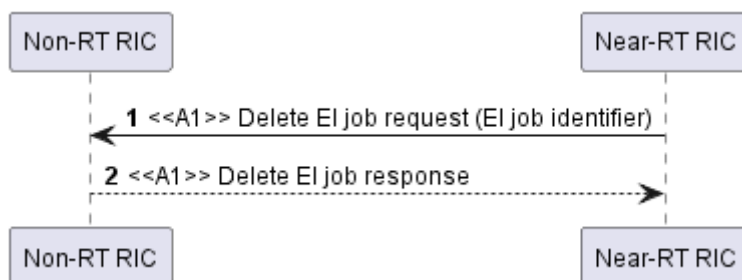 Non-RT RIC
Near-RT RIC
1 <<A1>> Delete EI job request (EI job identifier)
2 <<A1>> Delete EI job response
Non-RT RIC
Near-RT RIC